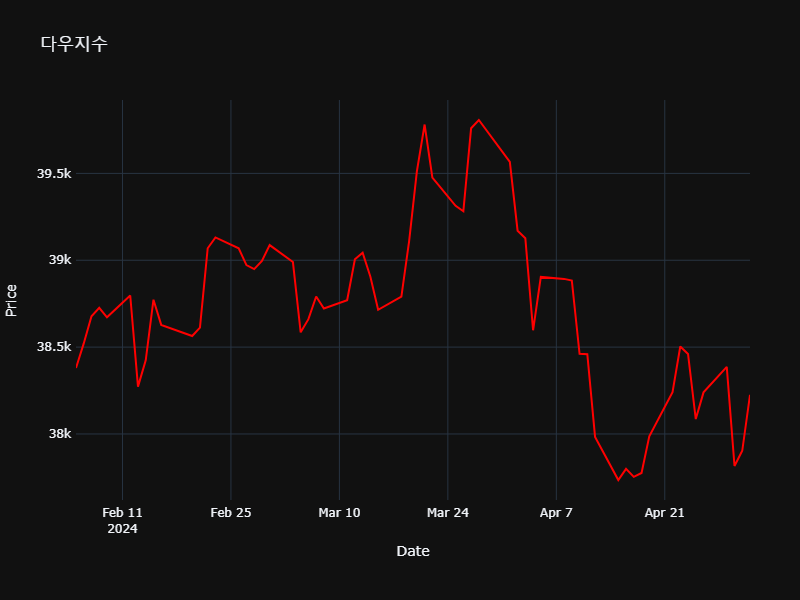 다우지수
39.5k
39k
38.5k
38k
Price
Feb 11
2024
Feb 25
Mar 10
Mar 24
Apr 7
Apr 21
Date